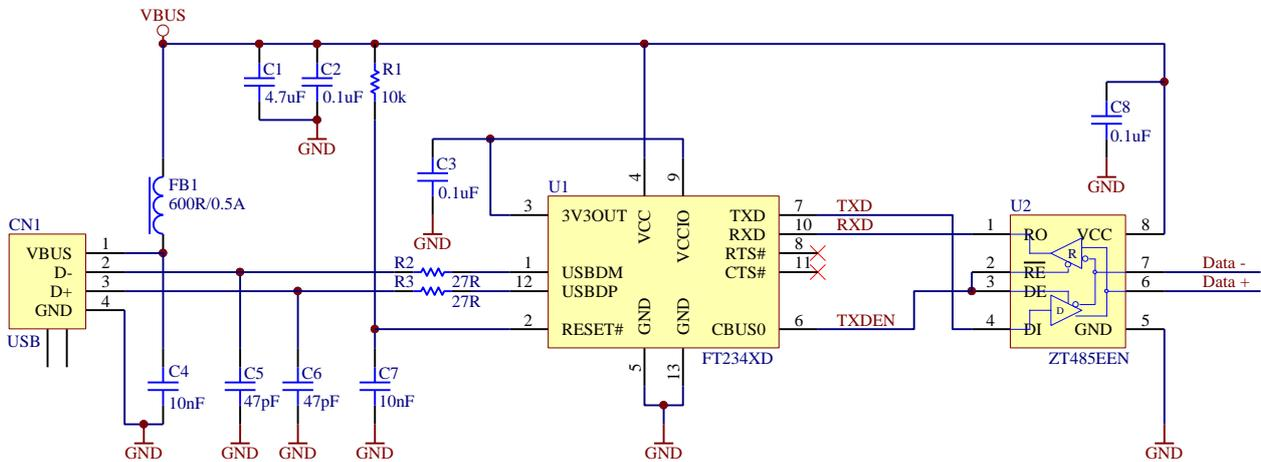 VBUS
C1
4.7uF
C2
0.1uF
R1
10k
C8
0.1uF
GND
GND
C3
0.1uF
GND
FB1
600R/0.5A
CN1
VBUS 1
D- 2
D+ 3
GND 4
USB
R2
27R
R3
27R
U1
4
9
3 3V3OUT
VCC
VCCIO
TXD 7 TXD
RXD 10 RXD
RTS# 8
CTS# 11
1 USBDM
12 USBDP
2 RESET#
GND
GND
CBUS0 6 TXDEN
5
13
FT234XD
GND
U2
1 RO
VCC 8
R
2 RE
3 DE
D
4 DI
GND 5
7 Data -
6 Data +
ZT485EEN
C4
10nF
C5
47pF
C6
47pF
C7
10nF
GND
GND
GND
GND
GND